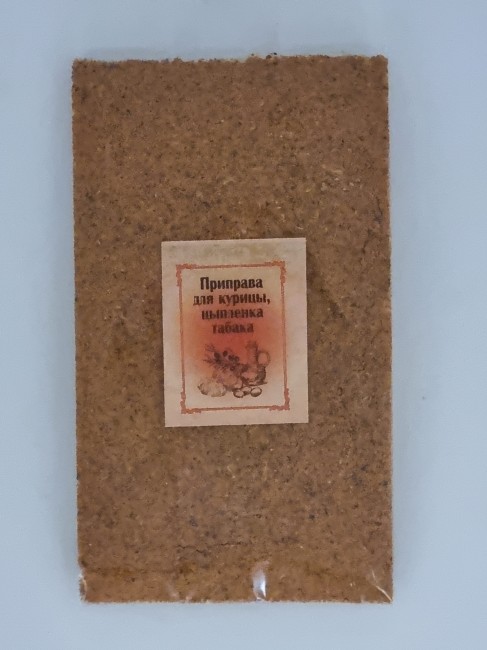 Приправа
для курицы,
цыпленка
табака